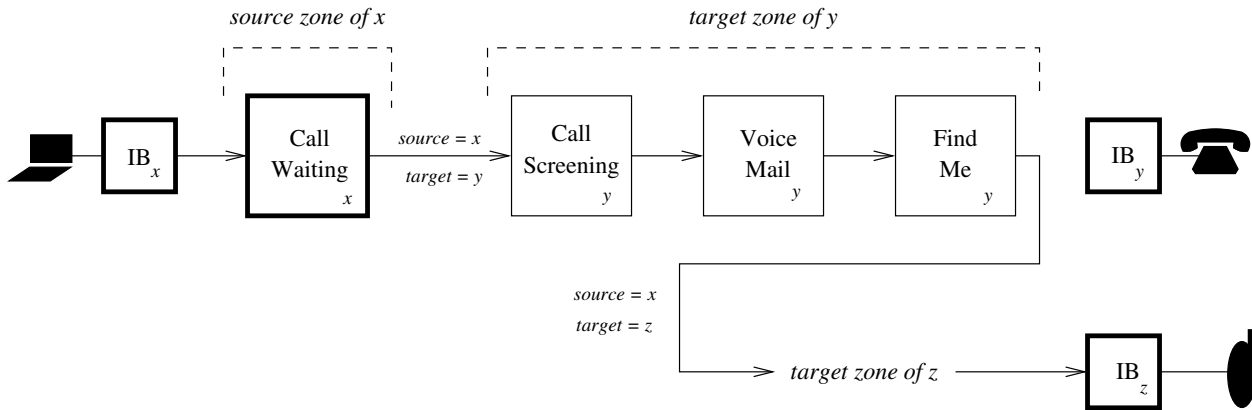 source zone of x
target zone of y
IB x
Call
Waiting
x
source = x
target = y
Call
Screening
y
Voice
Mail
y
Find
Me
y
IB y
source = x
target = z
target zone of z
IB z